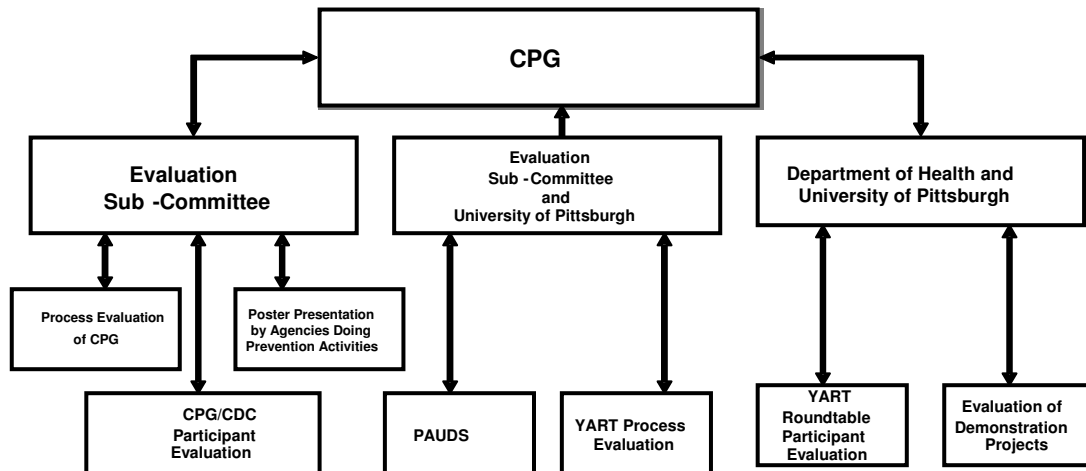 CPG
Evaluation
Sub -Committee
Evaluation
Sub -Committee
and
University of Pittsburgh
Department of Health and
University of Pittsburgh
Process Evaluation
of CPG
Poster Presentation
by Agencies Doing
Prevention Activities
CPG/CDC
Participant
Evaluation
PAUDS
YART Process
Evaluation
YART
Roundtable
Participant
Evaluation
Evaluation of
Demonstration
Projects